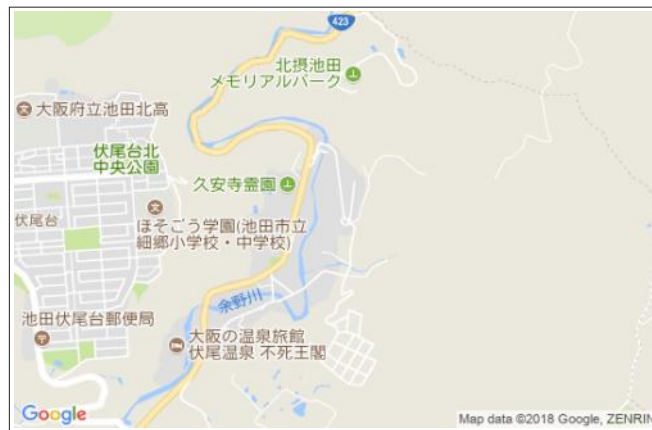 423
北摂池田
メモリアルパーク
大阪府立池田北高
伏尾台北
中央公園
久安寺霊園
伏尾台
ほそごう学園(池田市立
細郷小学校・中学校)
余野川
池田伏尾台郵便局
大阪の温泉旅館
伏尾温泉 不死王閣
Google
Map data ©2018 Google, ZENRIN